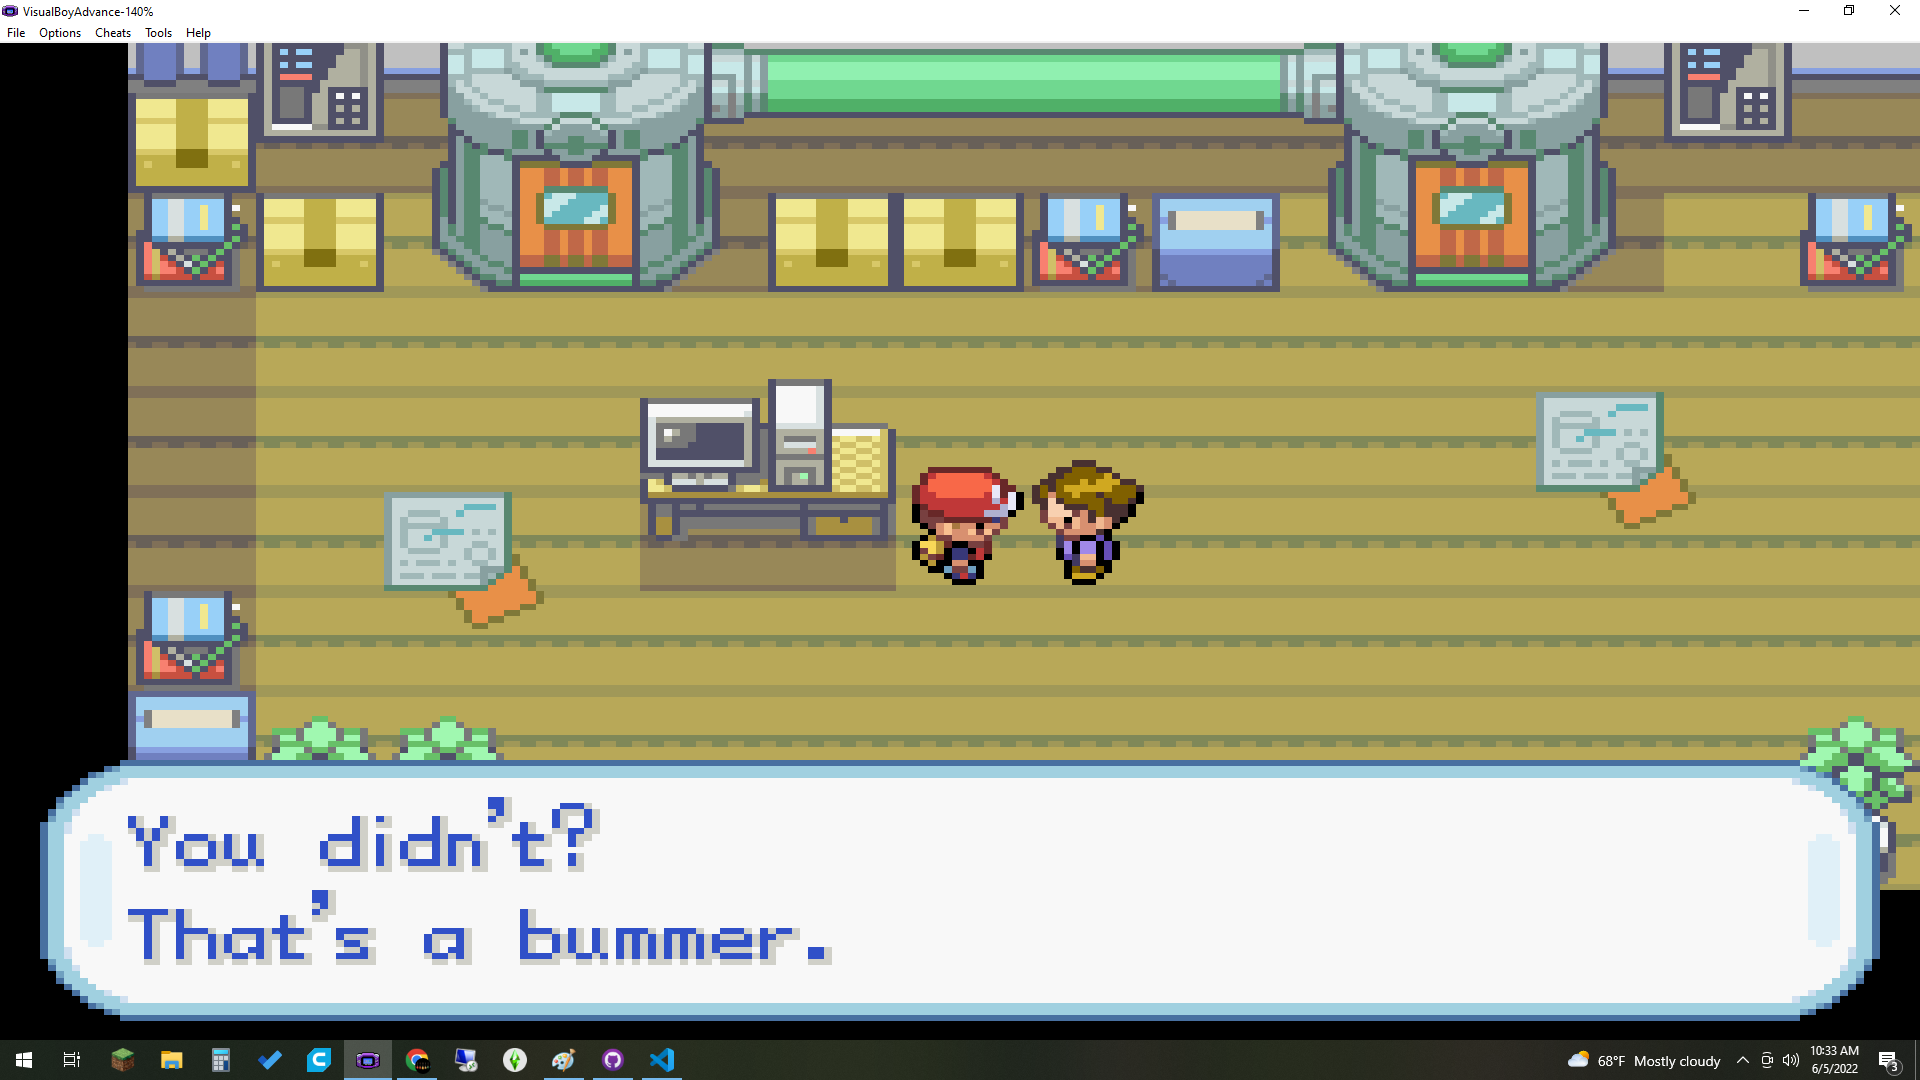 VisualBoyAdvance-140%
File Options Cheats Tools Help
You didn't?
That's a bummer.
68°F Mostly cloudy
10:33 AM
6/5/2022
3